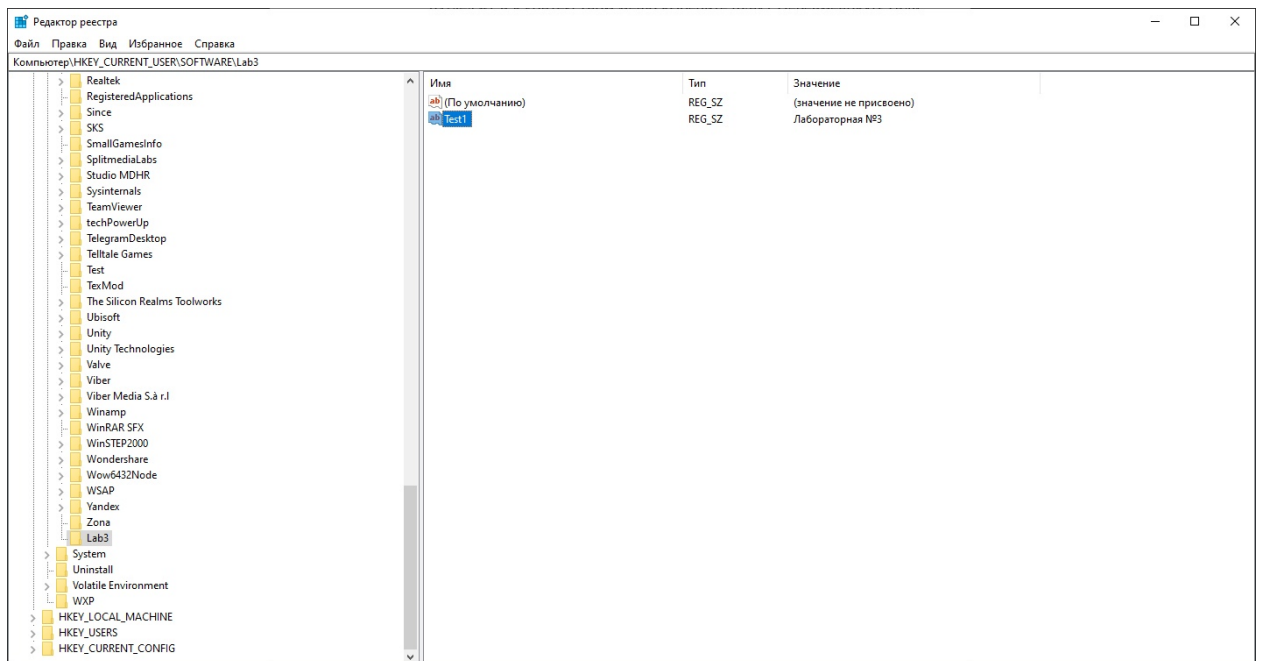 Редактор реестра
Файл Правка Вид Избранное Справка
Компьютер\HKEY_CURRENT_USER\SOFTWARE\Lab3
Realtek
RegisteredApplications
Since
SKS
SmallGamesInfo
SplitmediaLabs
Studio MDHR
Sysinternals
TeamViewer
techPowerUp
TelegramDesktop
Telltale Games
Test
TexMod
The Silicon Realms Toolworks
Ubisoft
Unity
Unity Technologies
Valve
Viber
Viber Media S.à r.l
Winamp
WinRAR SFX
WinSTEP2000
Wondershare
Wow6432Node
WSAP
Yandex
Zona
Lab3
System
Uninstall
Volatile Environment
WXP
HKEY_LOCAL_MACHINE
HKEY_USERS
HKEY_CURRENT_CONFIG
Имя Тип Значение
ab (По умолчанию) REG_SZ (значение не присвоено)
ab Test1 REG_SZ Лабораторная №3